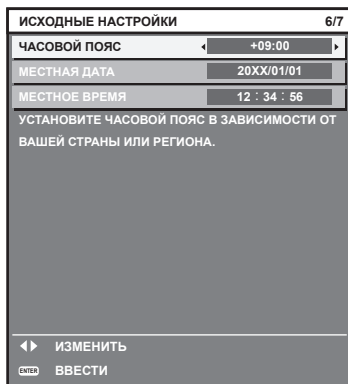 ИСХОДНЫЕ НАСТРОЙКИ 6/7
ЧАСОВОЙ ПОЯС +09:00
МЕСТНАЯ ДАТА 20XX/01/01
МЕСТНОЕ ВРЕМЯ 12 : 34 : 56
УСТАНОВИТЕ ЧАСОВОЙ ПОЯС В ЗАВИСИМОСТИ ОТ
ВАШЕЙ СТРАНЫ ИЛИ РЕГИОНА.
ИЗМЕНИТЬ
ENTER ВВЕСТИ